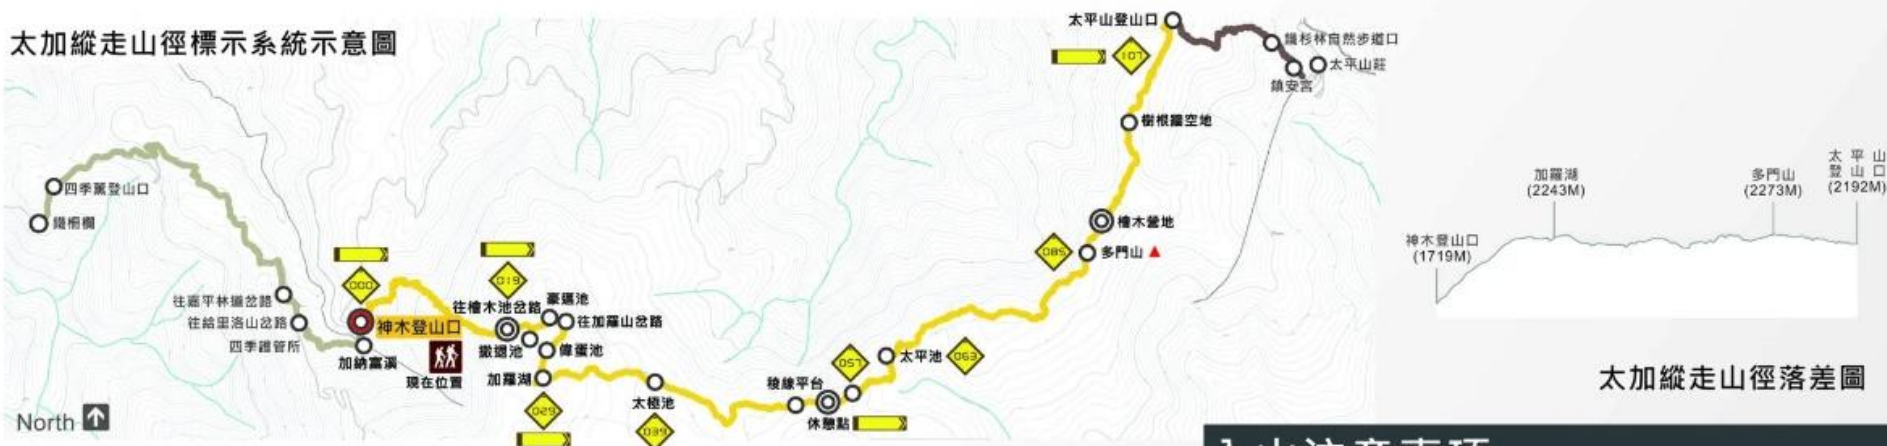 太加縱走山徑標示系統示意圖
太平山登山口
107
鐵杉林自然步道口
太平山莊
鎮安宮
樹根羅空地
檜木營地
085
多門山
四季薰登山口
鐵柵欄
往嘉平林道岔路
往給里洛山岔路
四季護管所
加納富溪
000
神木登山口
現在位置
019
往檜木池岔路
豪邁池
往加羅山岔路
撤退池
偉蛋池
加羅湖
029
太極池
039
稜線平台
休憩點
057
太平池
063
North
加羅湖
(2243M)
多門山
(2273M)
太平山
登山口
(2192M)
神木登山口
(1719M)
太加縱走山徑落差圖